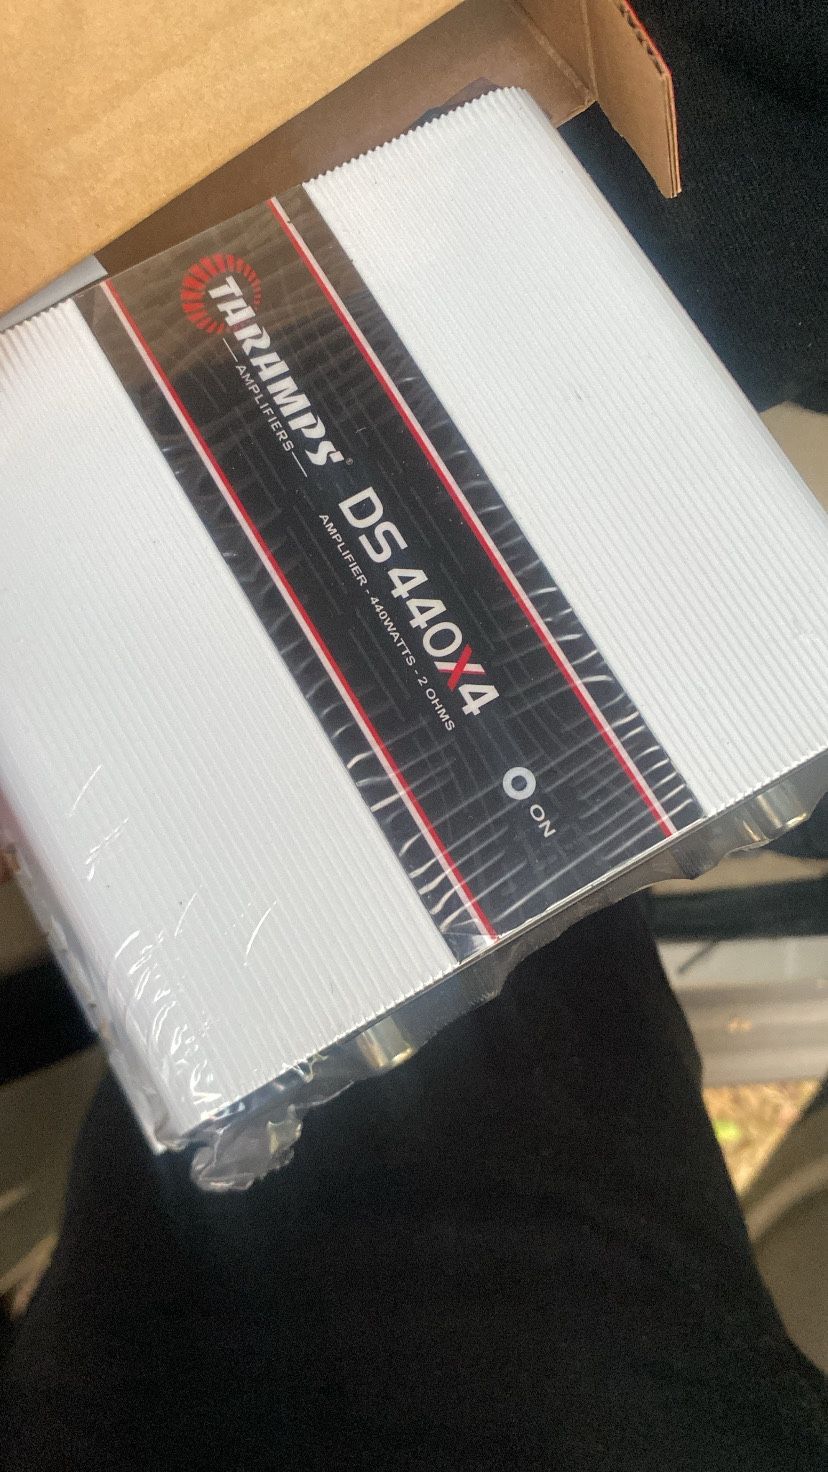 TARAMPS®
AMPLIFIERS
DS 440X4
AMPLIFIER - 440WATTS - 2 OHMS
ON